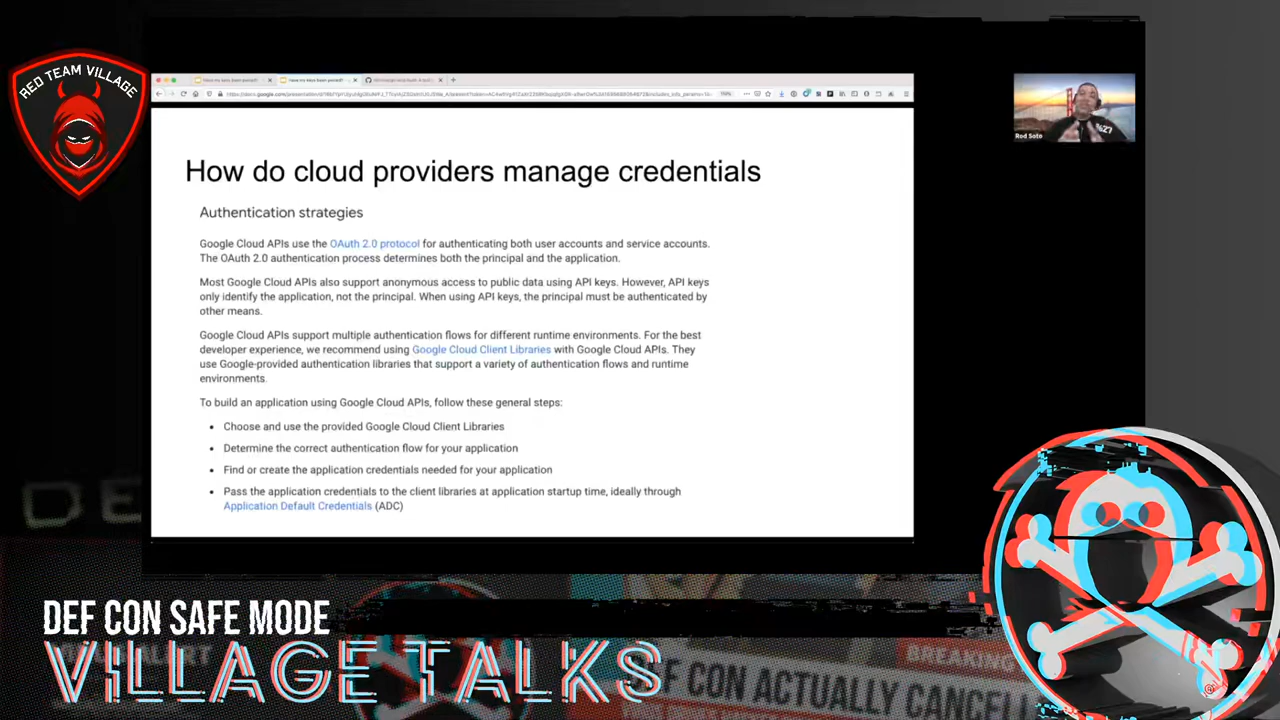 RED TEAM VILLAGE
Have my keys been pwned?
Rod Soto
%27
How do cloud providers manage credentials
Authentication strategies
Google Cloud APIs use the OAuth 2.0 protocol for authenticating both user accounts and service accounts.
The OAuth 2.0 authentication process determines both the principal and the application.
Most Google Cloud APIs also support anonymous access to public data using API keys. However, API keys
only identify the application, not the principal. When using API keys, the principal must be authenticated by
other means.
Google Cloud APIs support multiple authentication flows for different runtime environments. For the best
developer experience, we recommend using Google Cloud Client Libraries with Google Cloud APIs. They
use Google-provided authentication libraries that support a variety of authentication flows and runtime
environments.
To build an application using Google Cloud APIs, follow these general steps:
• Choose and use the provided Google Cloud Client Libraries
• Determine the correct authentication flow for your application
• Find or create the application credentials needed for your application
• Pass the application credentials to the client libraries at application startup time, ideally through
Application Default Credentials (ADC)
DEF CON SAFE MODE
VILLAGE TALKS
BREAKING
DEF CON ACTUALLY CANCELL